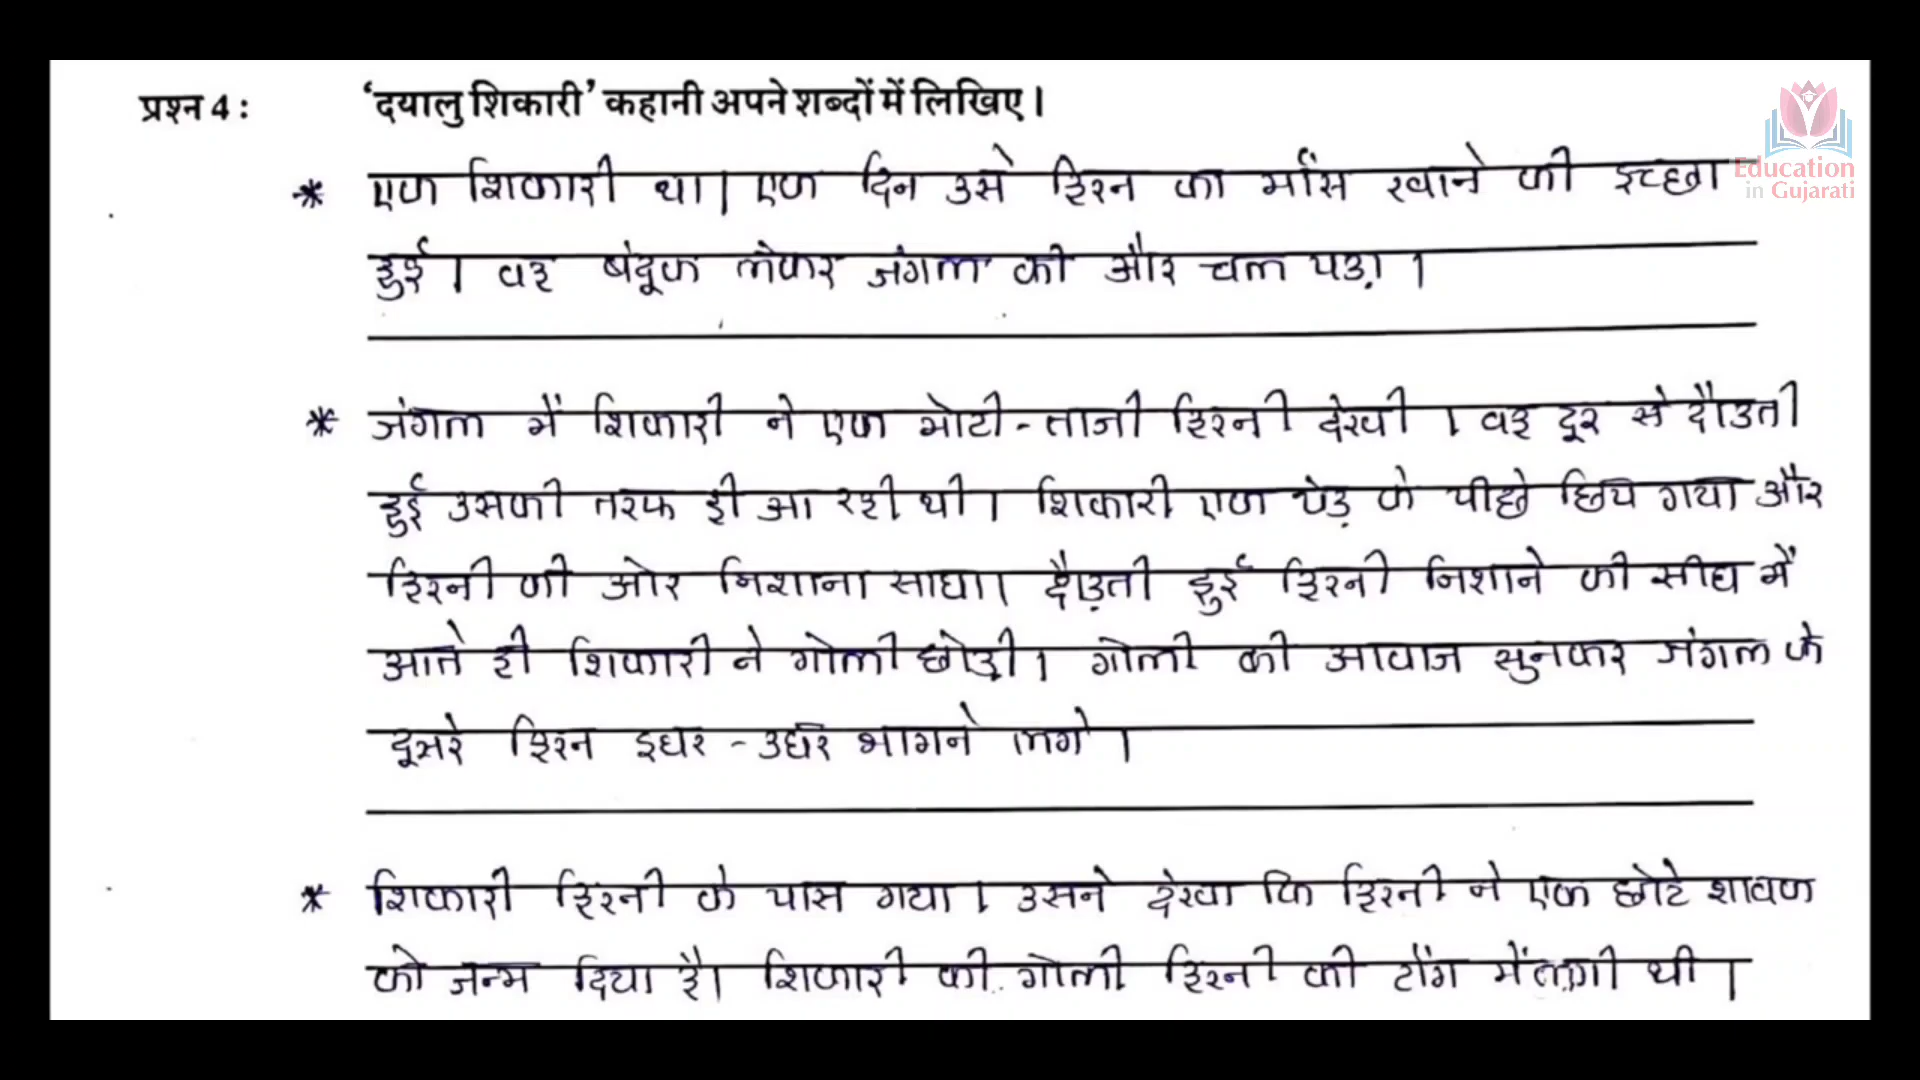 प्रश्न 4 : 'दयालु शिकारी' कहानी अपने शब्दों में लिखिए।
Education
in Gujarati
* एक शिकारी था। एक दिन उसे हिरन का माँस खाने की इच्छा
हुई। वह बंदूक लेकर जंगल की और चल पडा़।
* जंगल में शिकारी ने एक मोटी - ताजी हिरनी देखी। वह दूर से दौडती
हुई उसकी तरफ ही आ रही थी। शिकारी एक पेड़ के पीछे छिप गया और
हिरनी की ओर निशाना साधा। दौड़ती हुई हिरनी निशाने की सीध में
आते ही शिकारी ने गोली छोडी़। गोली की आवाज सुनकर जंगल के
दूसरे हिरन इधर - उधर भागने लगे।
* शिकारी हिरनी के पास गया। उसने देखा कि हिरनी ने एक छोटे शावक
को जन्म दिया है। शिकारी की गोली हिरनी की टाँग में लगी थी।